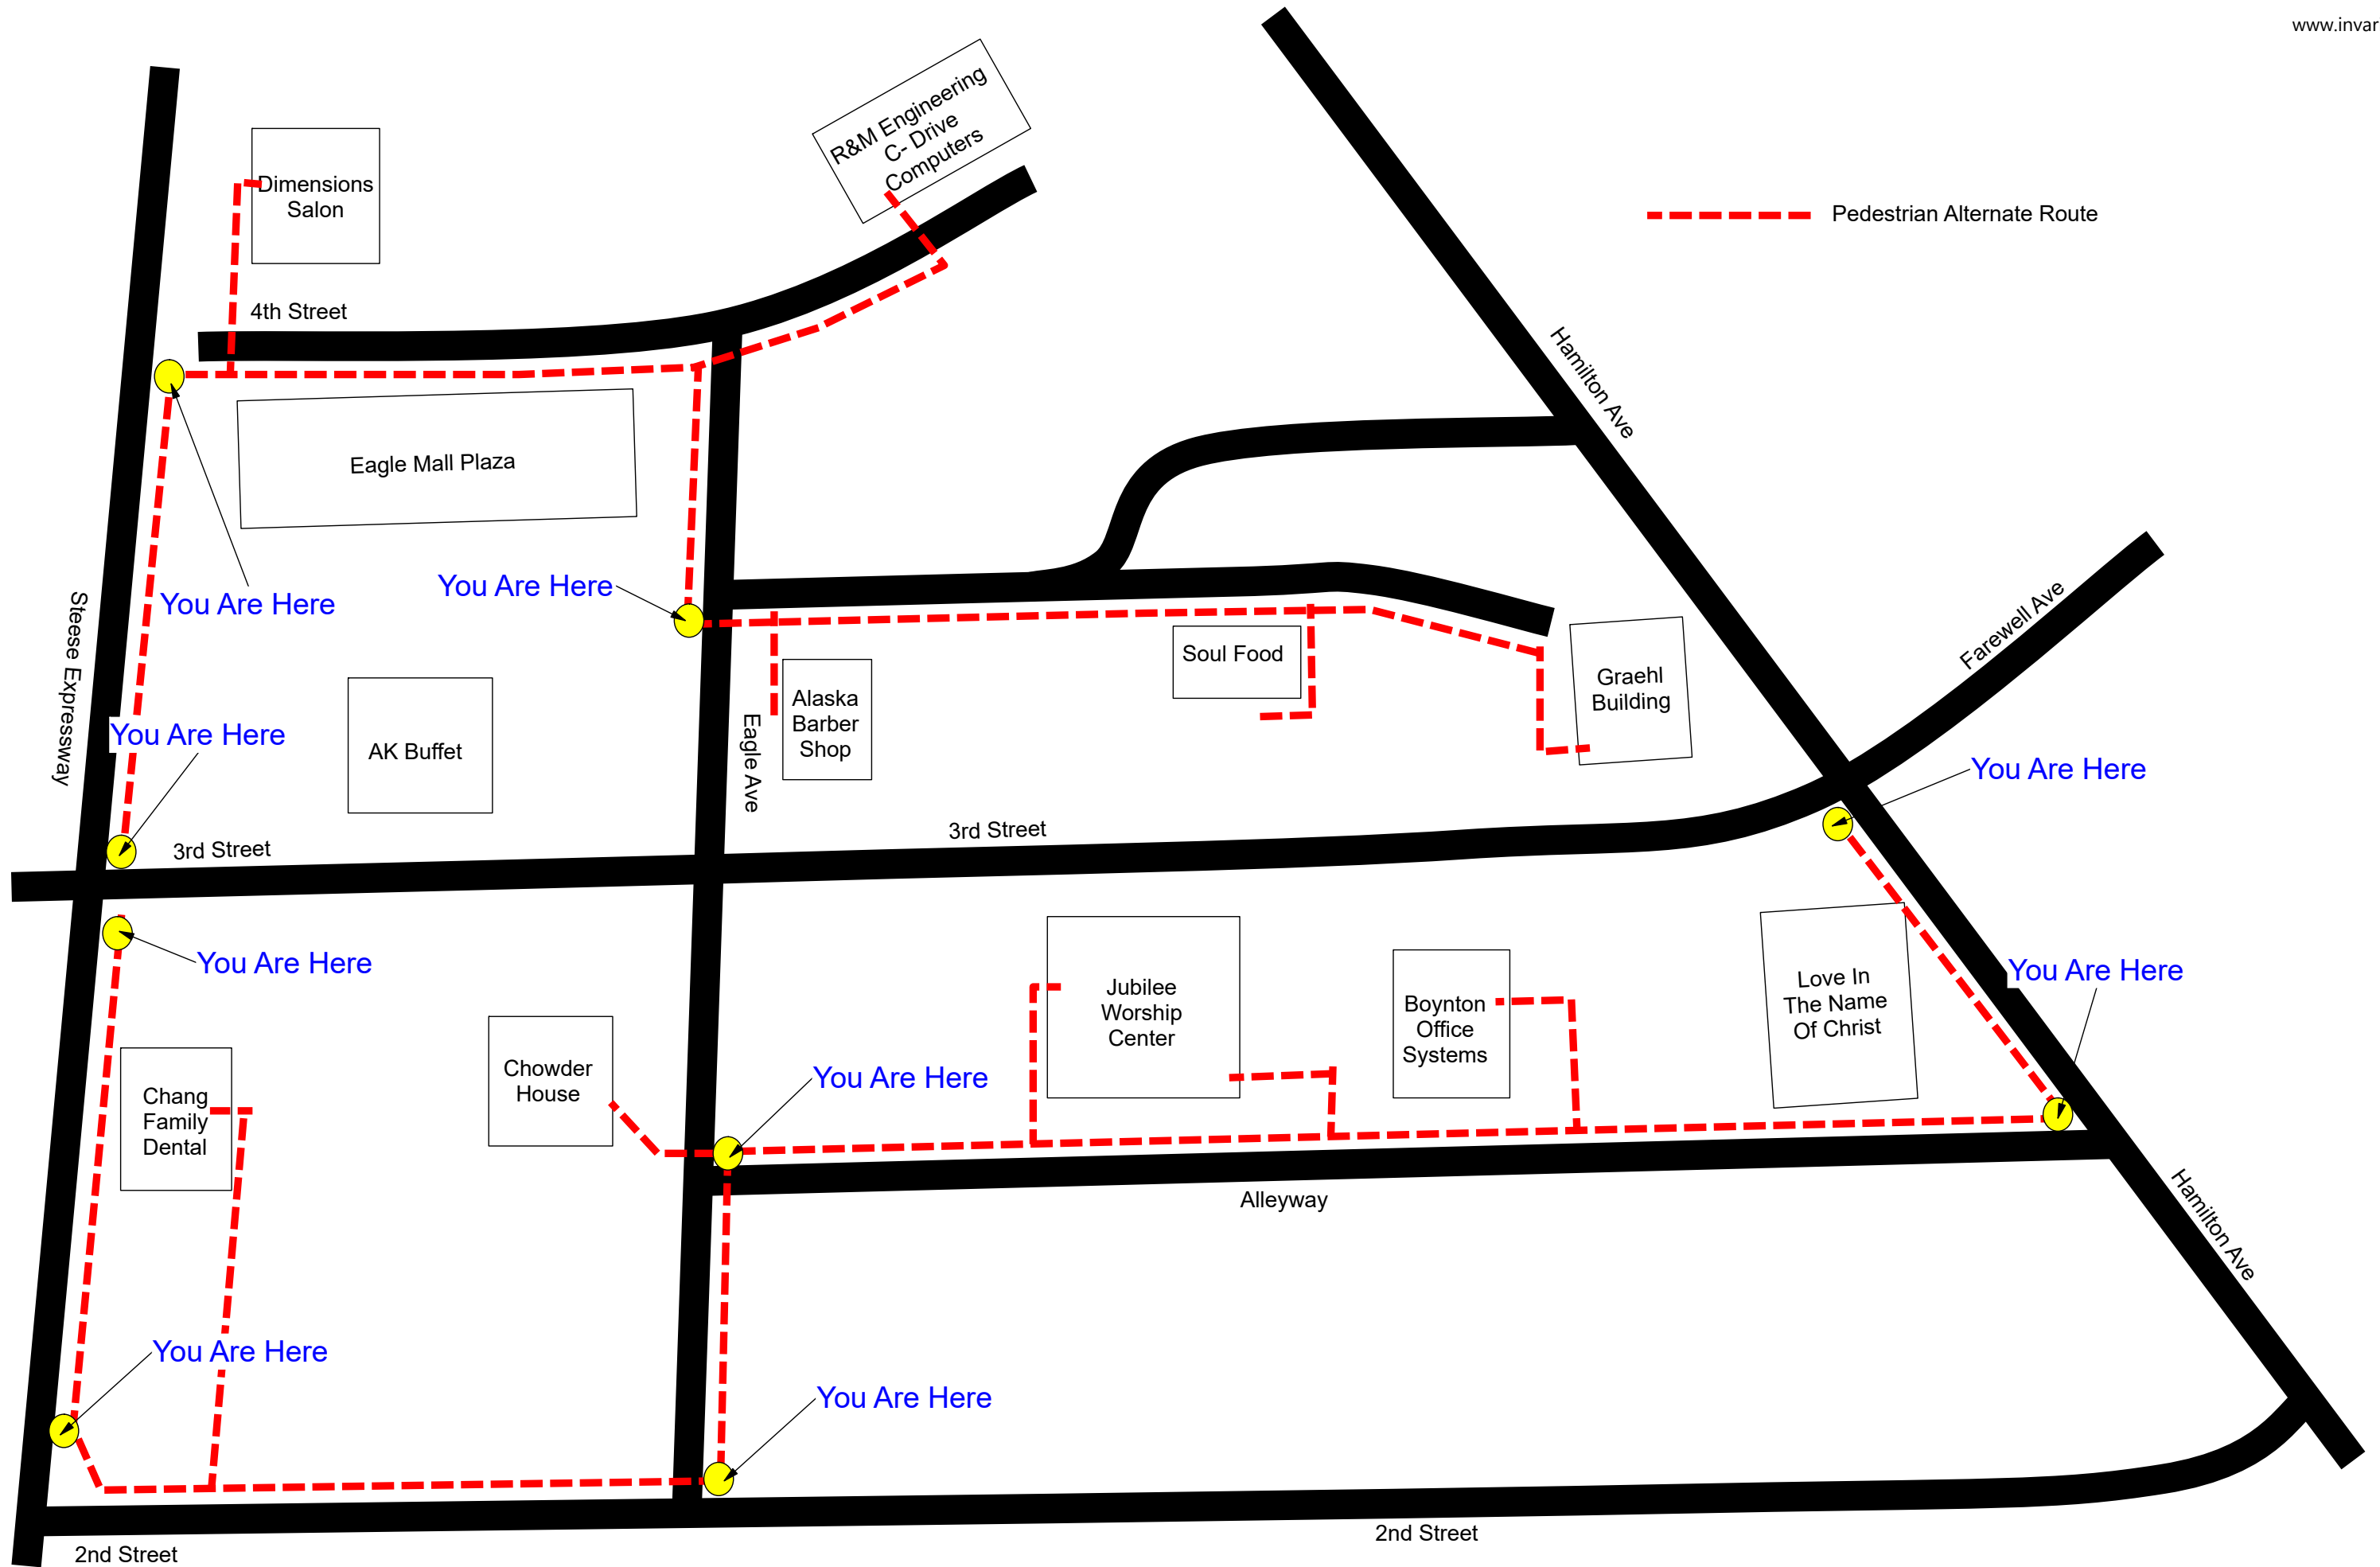 www.invar
R&M Engineering
C- Drive
Computers
Dimensions
Salon
Pedestrian Alternate Route
4th Street
Hamilton Ave
Eagle Mall Plaza
You Are Here
You Are Here
Steese Expressway
Farewell Ave
Soul Food
Graehl
Building
Alaska
Barber
Shop
You Are Here
AK Buffet
Eagle Ave
You Are Here
3rd Street
3rd Street
You Are Here
You Are Here
Jubilee
Worship
Center
Boynton
Office
Systems
Love In
The Name
Of Christ
Chowder
House
You Are Here
Chang
Family
Dental
Alleyway
Hamilton Ave
You Are Here
You Are Here
2nd Street
2nd Street